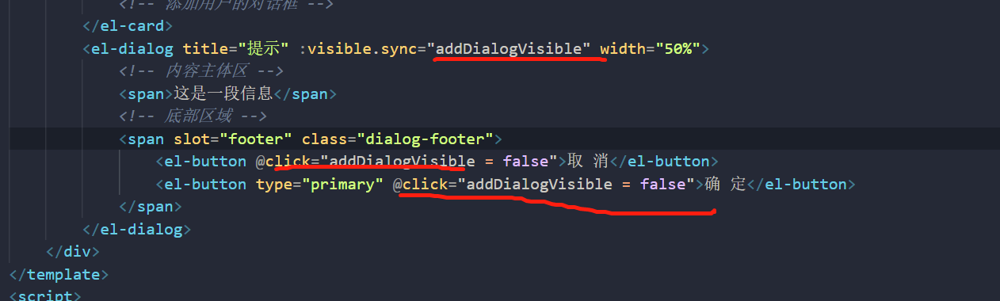 <!-- 添加用户的对话框 -->
</el-card>
<el-dialog title="提示" :visible.sync="addDialogVisible" width="50%">
<!-- 内容主体区 -->
<span>这是一段信息</span>
<!-- 底部区域 -->
<span slot="footer" class="dialog-footer">
<el-button @click="addDialogVisible = false">取 消</el-button>
<el-button type="primary" @click="addDialogVisible = false">确 定</el-button>
</span>
</el-dialog>
</div>
</template>
<script>